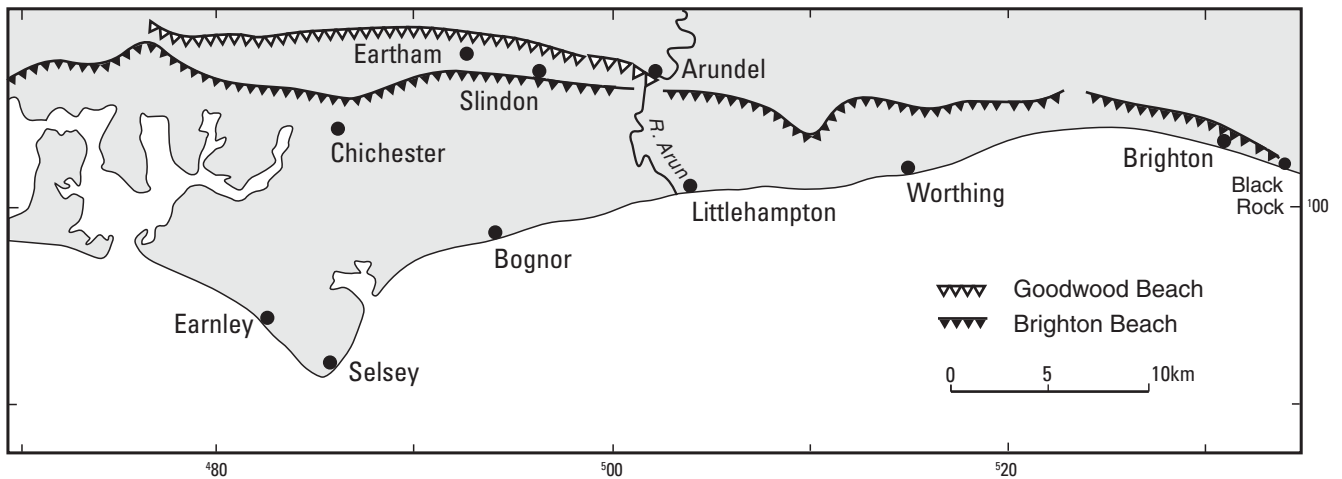 Eartham
Arundel
Slindon
R. Arun
Chichester
Brighton
Black
Rock
¹00
Worthing
Littlehampton
Bognor
Goodwood Beach
Earnley
Brighton Beach
Selsey
0 5 10km
⁴80 ⁵00 ⁵20